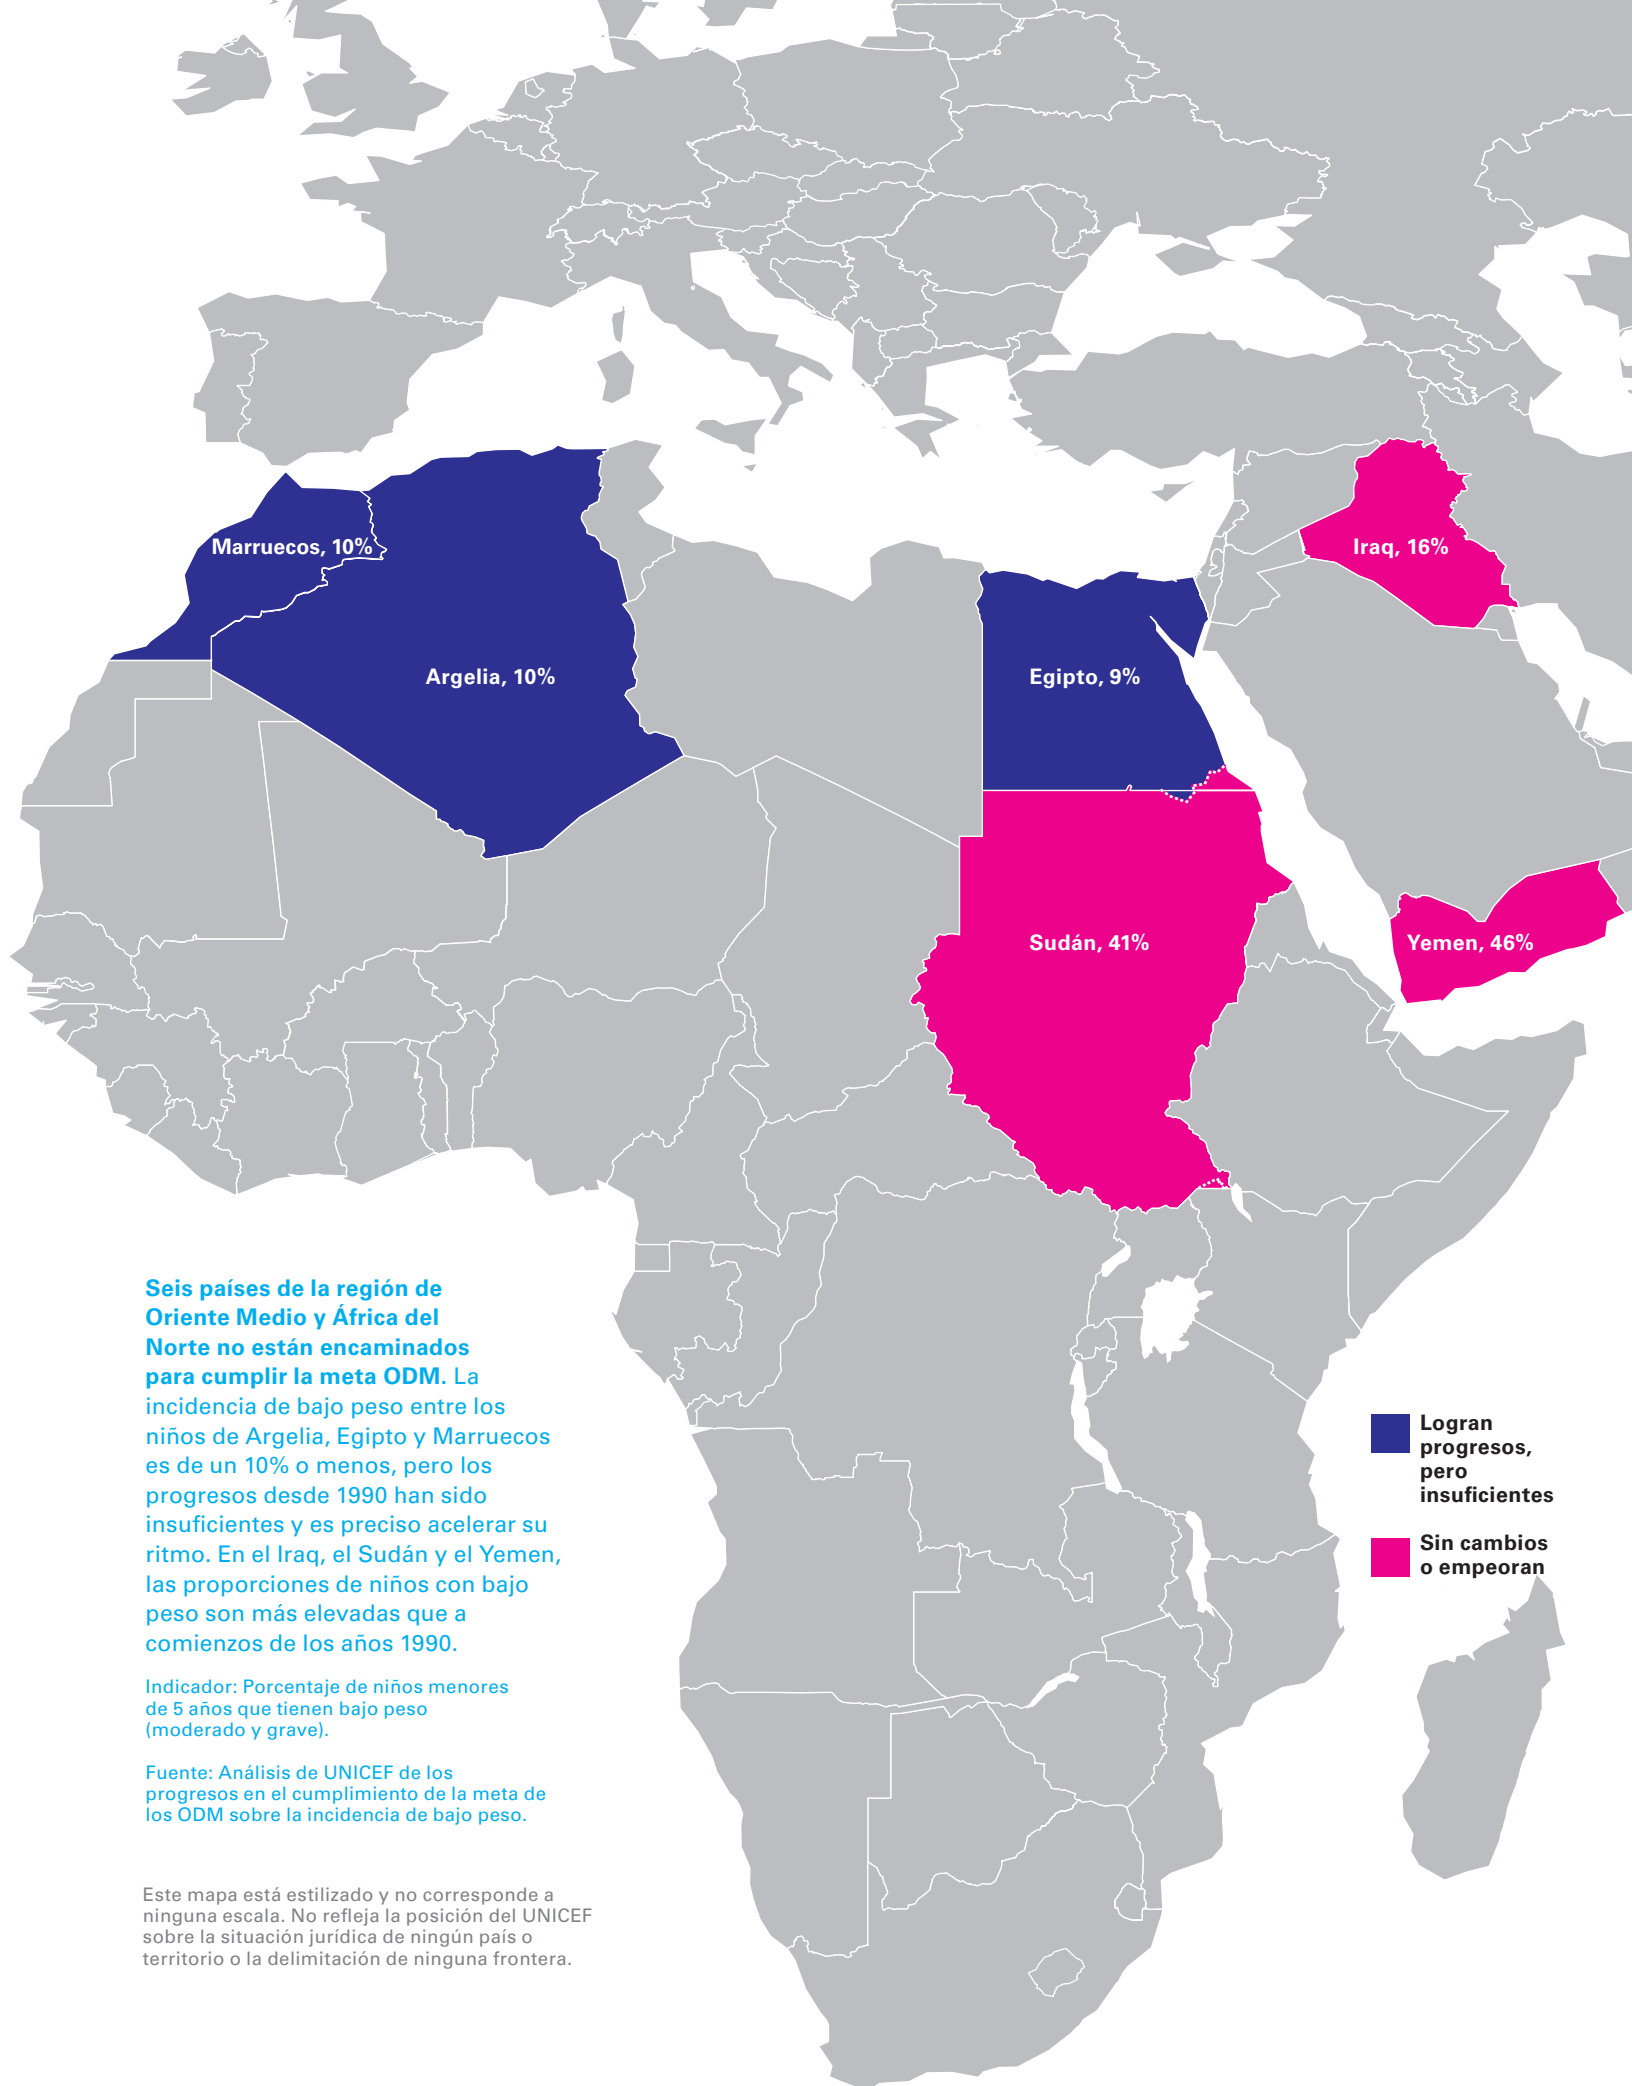 Marruecos, 10%
Iraq, 16%
Argelia, 10%
Egipto, 9%
Sudán, 41%
Yemen, 46%
Seis países de la región de
Oriente Medio y África del
Norte no están encaminados
para cumplir la meta ODM. La
incidencia de bajo peso entre los
niños de Argelia, Egipto y Marruecos
es de un 10% o menos, pero los
progresos desde 1990 han sido
insuficientes y es preciso acelerar su
ritmo. En el Iraq, el Sudán y el Yemen,
las proporciones de niños con bajo
peso son más elevadas que a
comienzos de los años 1990.
Indicador: Porcentaje de niños menores
de 5 años que tienen bajo peso
(moderado y grave).
Fuente: Análisis de UNICEF de los
progresos en el cumplimiento de la meta de
los ODM sobre la incidencia de bajo peso.
Este mapa está estilizado y no corresponde a
ninguna escala. No refleja la posición del UNICEF
sobre la situación jurídica de ningún país o
territorio o la delimitación de ninguna frontera.
Logran
progresos,
pero
insuficientes
Sin cambios
o empeoran